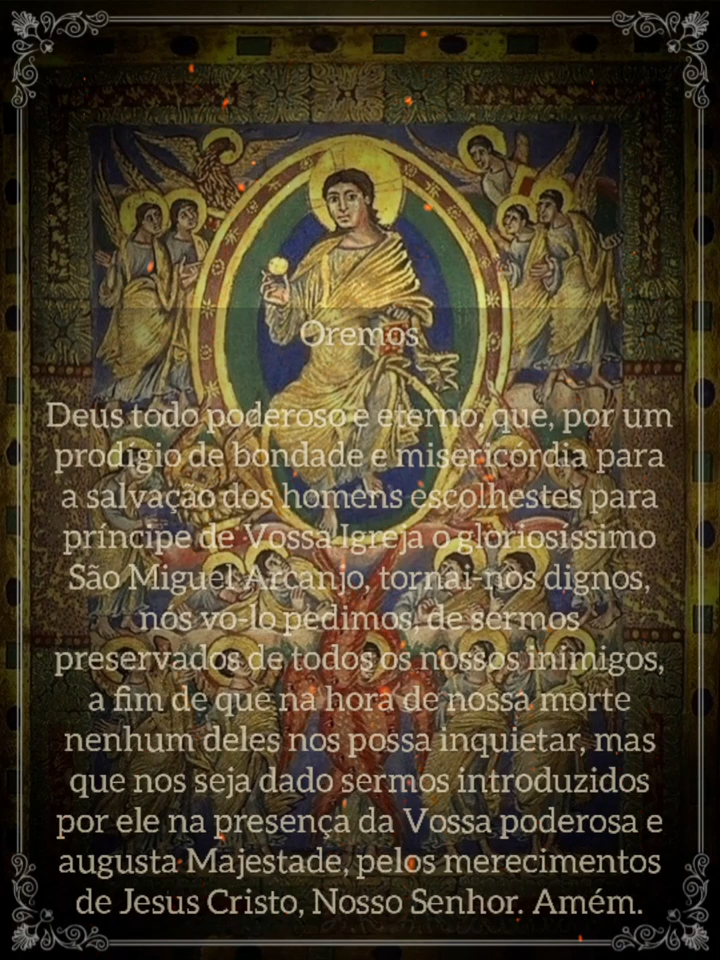 Oremos
Deus todo poderoso e eterno, que, por um
prodígio de bondade e misericordia para
a salvação dos homens escolhestes para
príncipe de Vossa Igreja o gloriosíssimo
São Miguel Arcanjo, tornai-nos dignos,
nós vo-lo pedimos, de sermos
preservados de todos os nossos inimigos,
a fim de que na hora de nossa morte
nenhum deles nos possa inquietar, mas
que nos seja dado sermos introduzidos
por ele na presença da Vossa poderosa e
augusta Majestade, pelos merecimentos
de Jesus Cristo, Nosso Senhor. Amém.